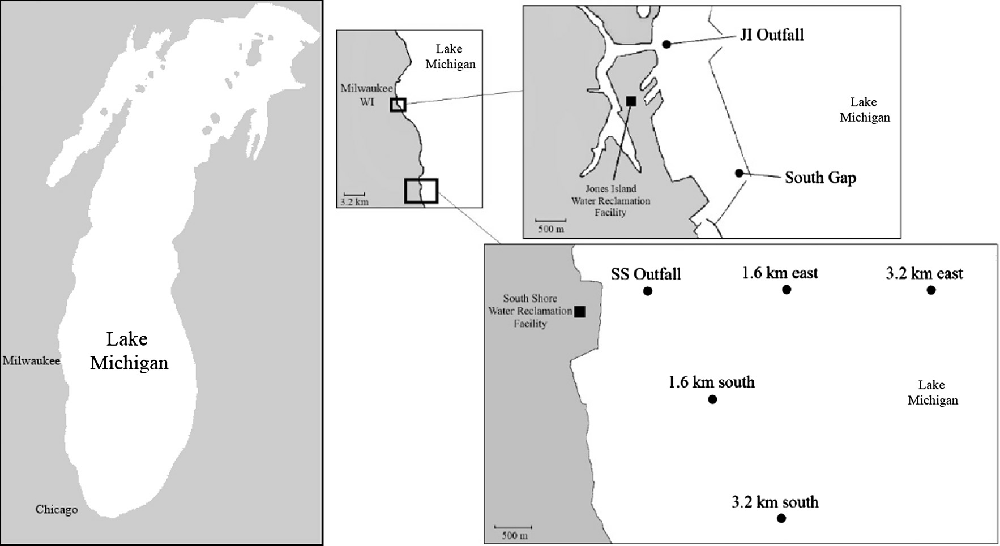 Lake
Michigan
Milwaukee
Chicago
Lake
Michigan
Milwaukee
WI
3.2 km
JI Outfall
Lake
Michigan
South Gap
Jones Island
Water Reclamation
Facility
500 m
SS Outfall
1.6 km east
3.2 km east
South Shore
Water Reclamation
Facility
1.6 km south
Lake
Michigan
3.2 km south
500 m